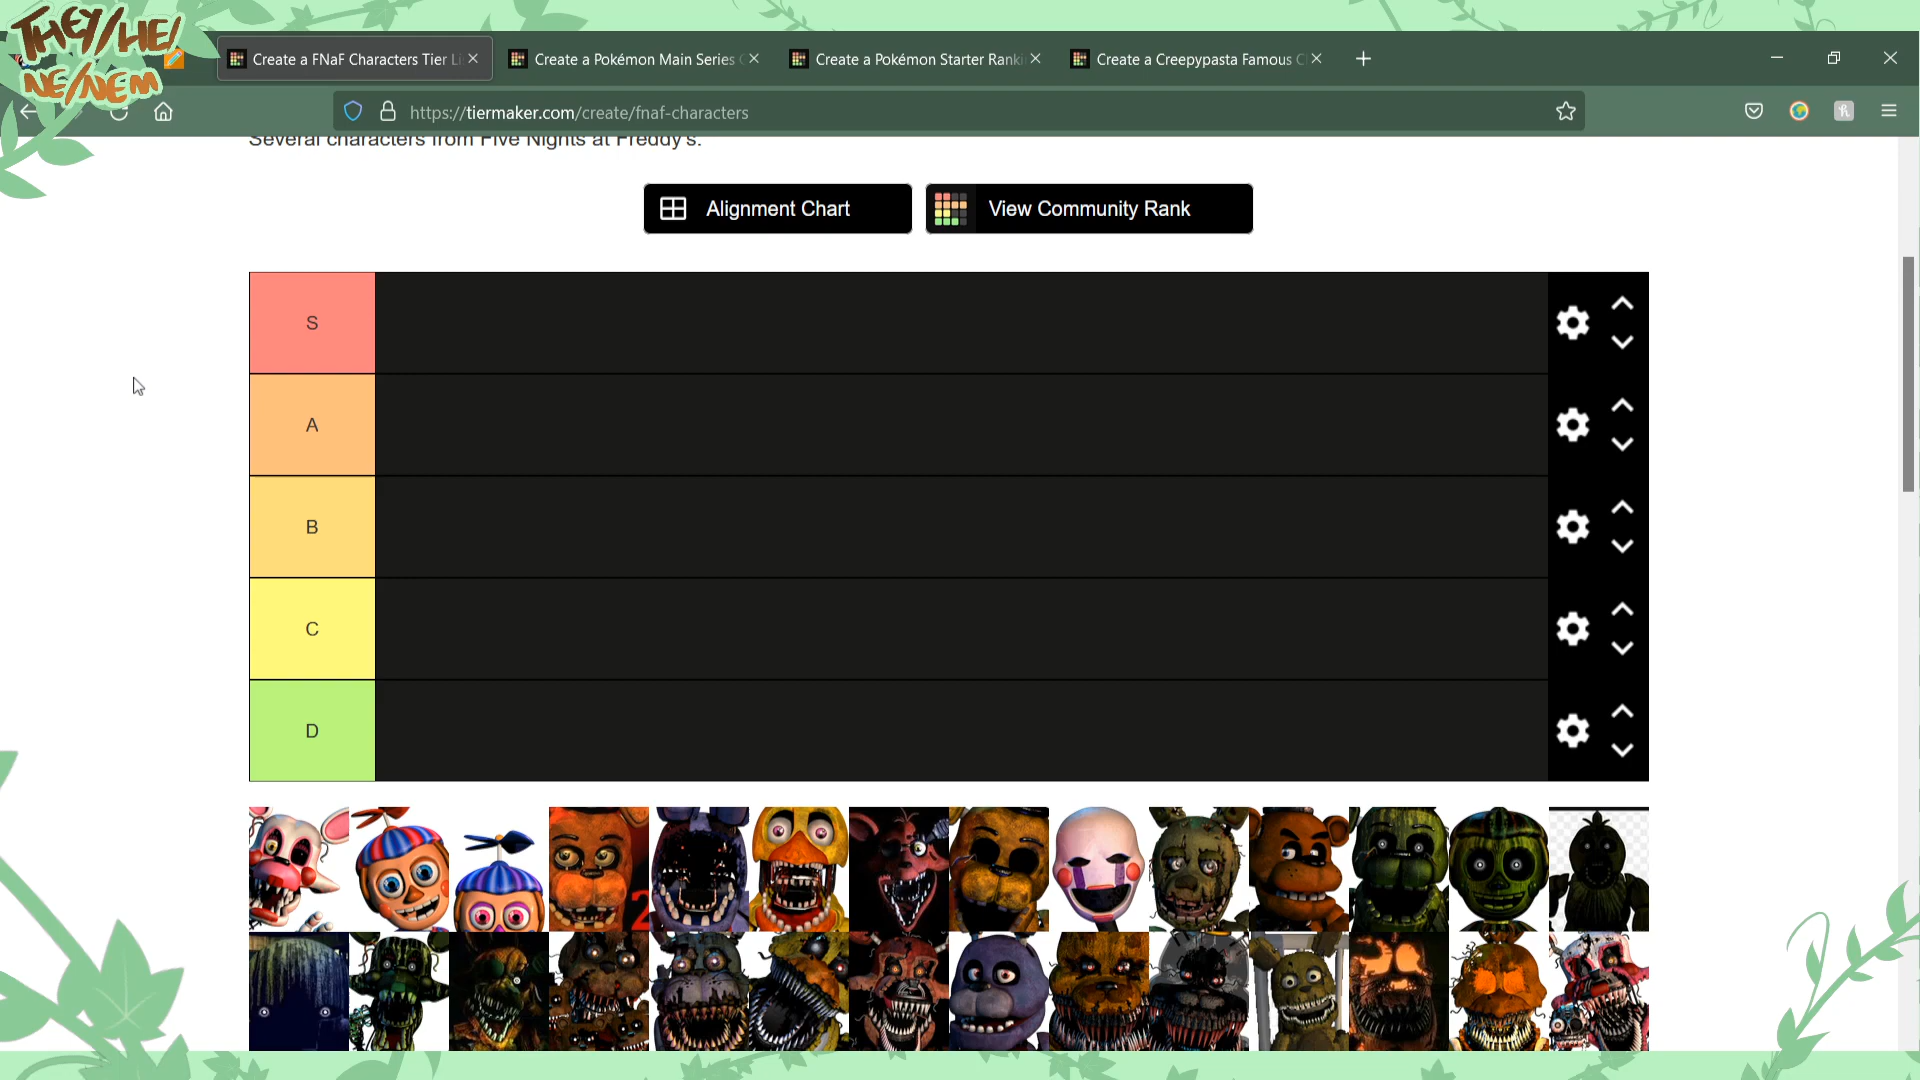 THEY/HE/
NE/NEM
Create a FNaF Characters Tier Li
Create a Pokémon Main Series
Create a Pokémon Starter Ranki
Create a Creepypasta Famous C
https://tiermaker.com/create/fnaf-characters
Several characters from Five Nights at Freddy's.
Alignment Chart
View Community Rank
S
A
B
C
D
2